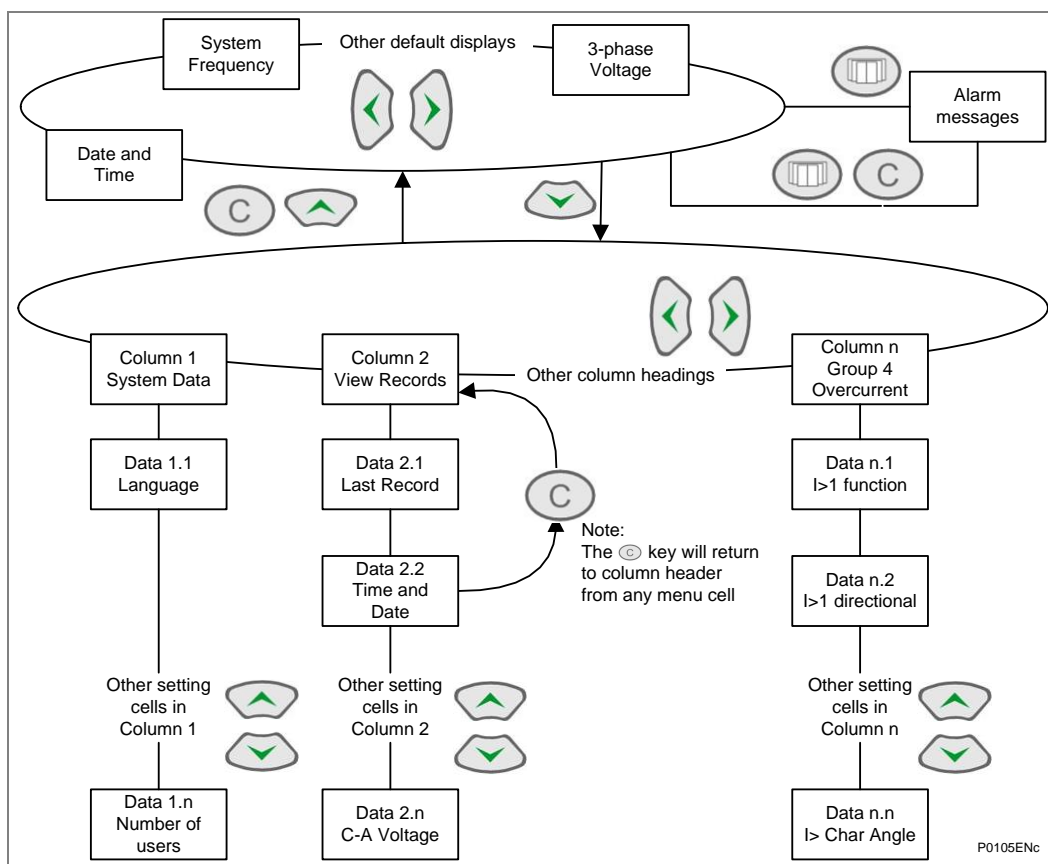 System
Frequency
Other default displays
3-phase
Voltage
Alarm
messages
Date and
Time
C
C
Column 1
System Data
Column 2
View Records
Other column headings
Column n
Group 4
Overcurrent
Data 1.1
Language
Data 2.1
Last Record
C
Data n.1
I>1 function
Note:
The C key will return
to column header
from any menu cell
Data 2.2
Time and
Date
Data n.2
I>1 directional
Other setting
cells in
Column 1
Other setting
cells in
Column 2
Other setting
cells in
Column n
Data 1.n
Number of
users
Data 2.n
C-A Voltage
Data n.n
I> Char Angle
P0105ENc